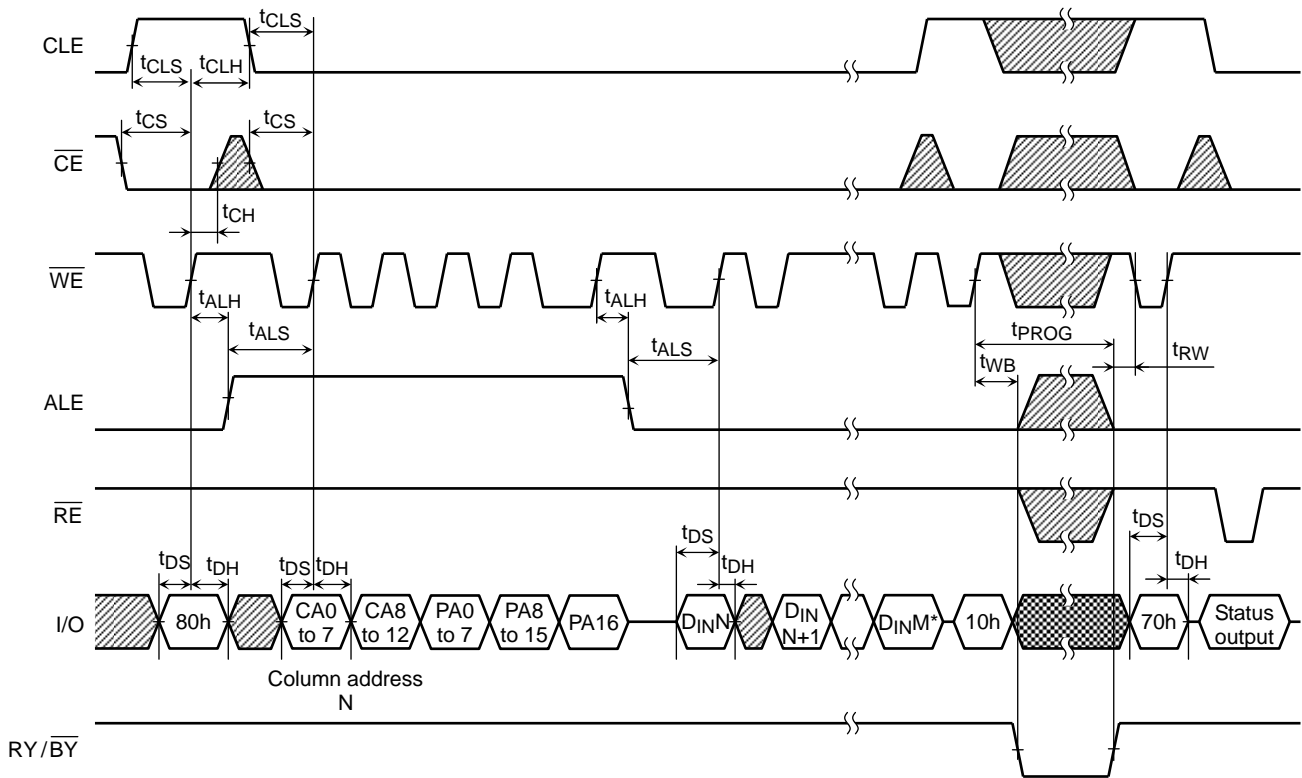 CLE
tCLS
tCLS
tCLH
CE
tCS
tCS
tCH
WE
tALH
tALS
tALH
tALS
tPROG
tWB
tRW
ALE
RE
tDS
tDH
tDS
tDH
tDS
tDH
tDS
tDH
I/O
80h
CA0
to 7
CA8
to 12
PA0
to 7
PA8
to 15
PA16
DINN
DIN
N+1
DINM*
10h
70h
Status
output
Column address
N
RY/BY